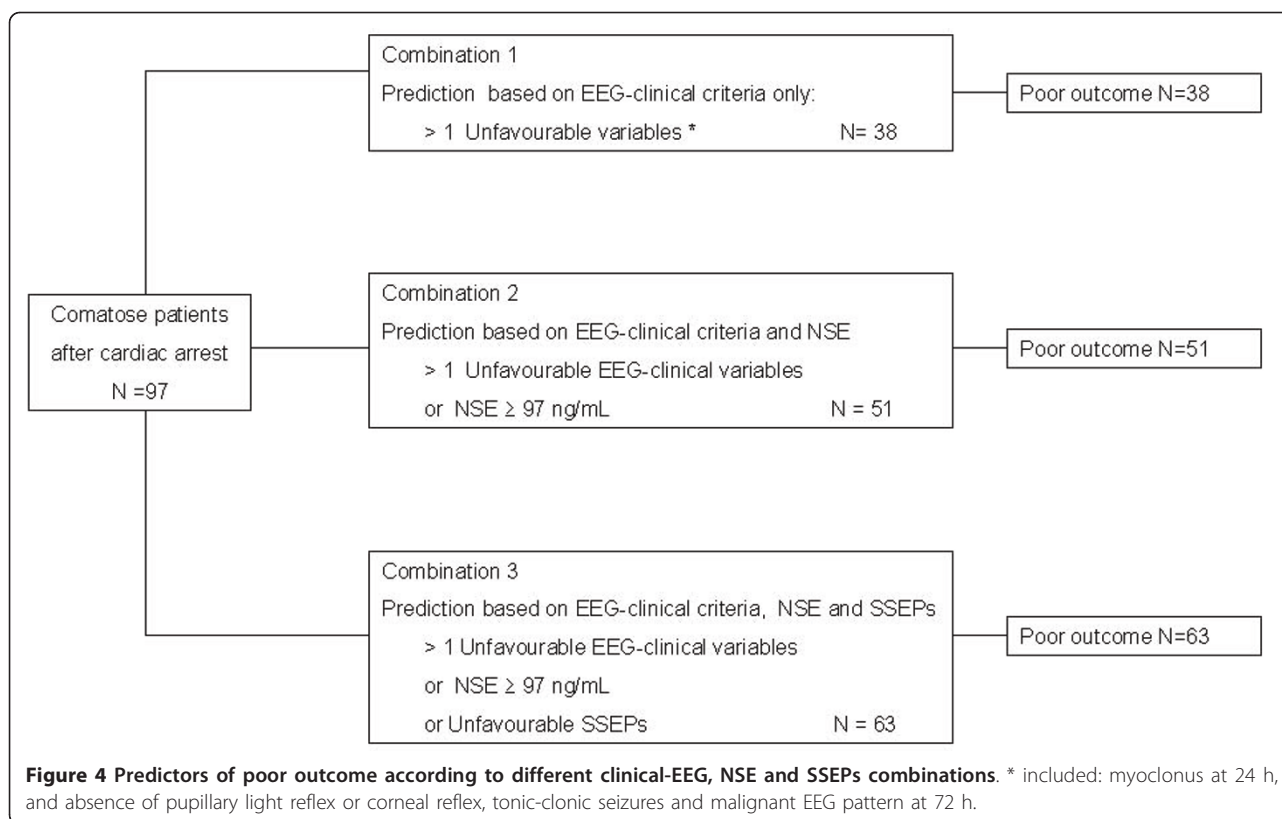 Combination 1
Prediction based on EEG-clinical criteria only:
> 1 Unfavourable variables * N= 38
Poor outcome N=38
Comatose patients
after cardiac arrest
N =97
Combination 2
Prediction based on EEG-clinical criteria and NSE
> 1 Unfavourable EEG-clinical variables
or NSE ≥ 97 ng/mL N = 51
Poor outcome N=51
Combination 3
Prediction based on EEG-clinical criteria, NSE and SSEPs
> 1 Unfavourable EEG-clinical variables
or NSE ≥ 97 ng/mL
or Unfavourable SSEPs N = 63
Poor outcome N=63
Figure 4 Predictors of poor outcome according to different clinical-EEG, NSE and SSEPs combinations. * included: myoclonus at 24 h,
and absence of pupillary light reflex or corneal reflex, tonic-clonic seizures and malignant EEG pattern at 72 h.